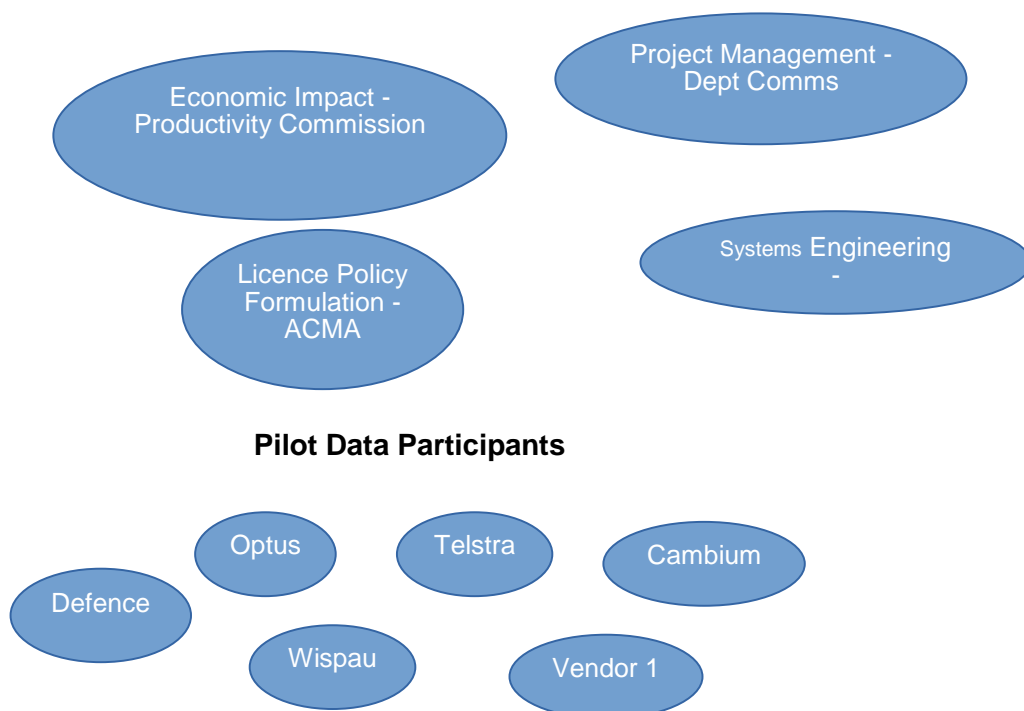 Project Management -
Dept Comms
Economic Impact -
Productivity Commission
Systems Engineering
-
Licence Policy
Formulation -
ACMA
Pilot Data Participants
Optus
Telstra
Cambium
Defence
Wispau
Vendor 1